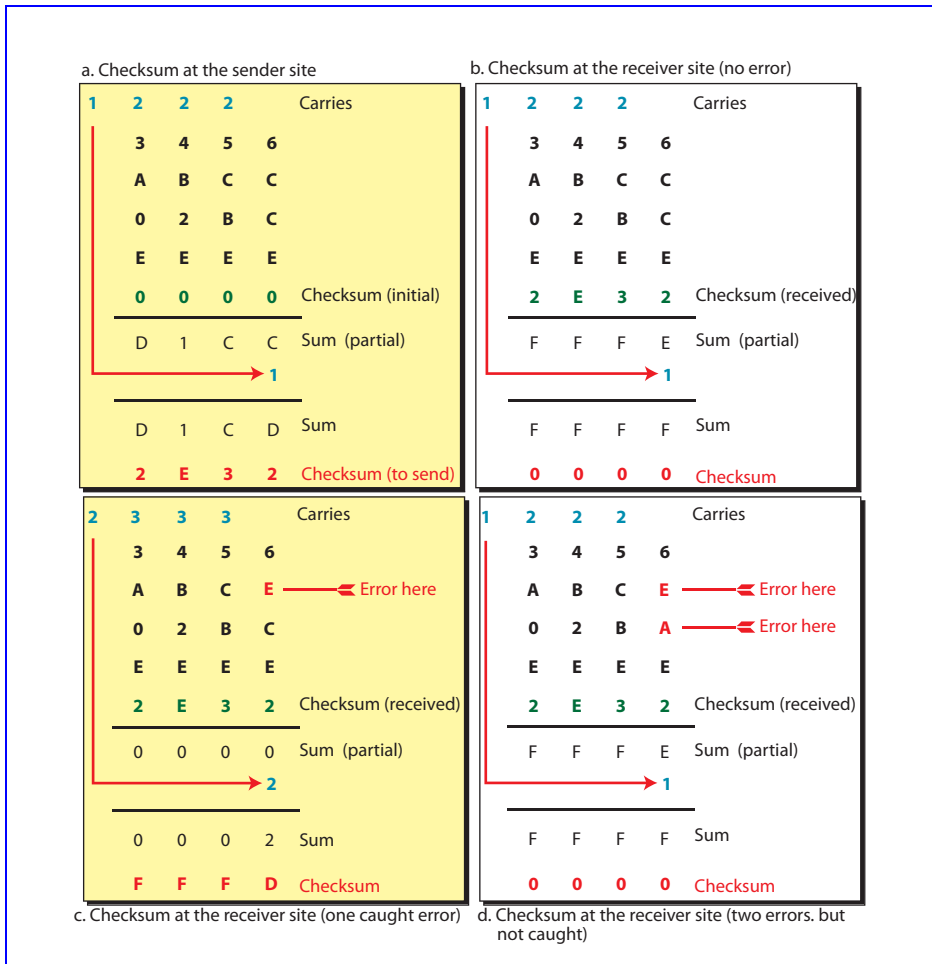 a. Checksum at the sender site
1 2 2 2 Carries
3 4 5 6
A B C C
0 2 B C
E E E E
0 0 0 0 Checksum (initial)
D 1 C C Sum (partial)
1
D 1 C D Sum
2 E 3 2 Checksum (to send)
b. Checksum at the receiver site (no error)
1 2 2 2 Carries
3 4 5 6
A B C C
0 2 B C
E E E E
2 E 3 2 Checksum (received)
F F F E Sum (partial)
1
F F F F Sum
0 0 0 0 Checksum
2 3 3 3 Carries
3 4 5 6
A B C E Error here
0 2 B C
E E E E
2 E 3 2 Checksum (received)
0 0 0 0 Sum (partial)
2
0 0 0 2 Sum
F F F D Checksum
c. Checksum at the receiver site (one caught error)
1 2 2 2 Carries
3 4 5 6
A B C E Error here
0 2 B A Error here
E E E E
2 E 3 2 Checksum (received)
F F F E Sum (partial)
1
F F F F Sum
0 0 0 0 Checksum
d. Checksum at the receiver site (two errors. but
not caught)